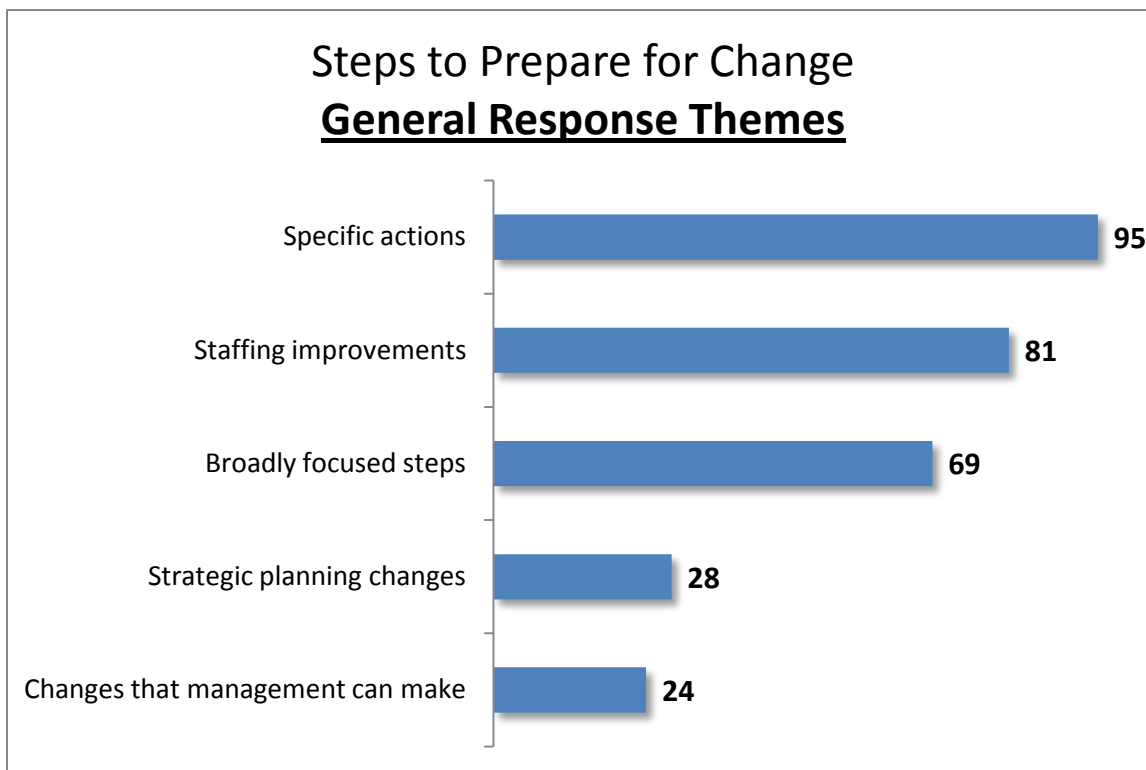 Steps to Prepare for Change
General Response Themes
Specific actions
95
Staffing improvements
81
Broadly focused steps
69
Strategic planning changes
28
Changes that management can make
24